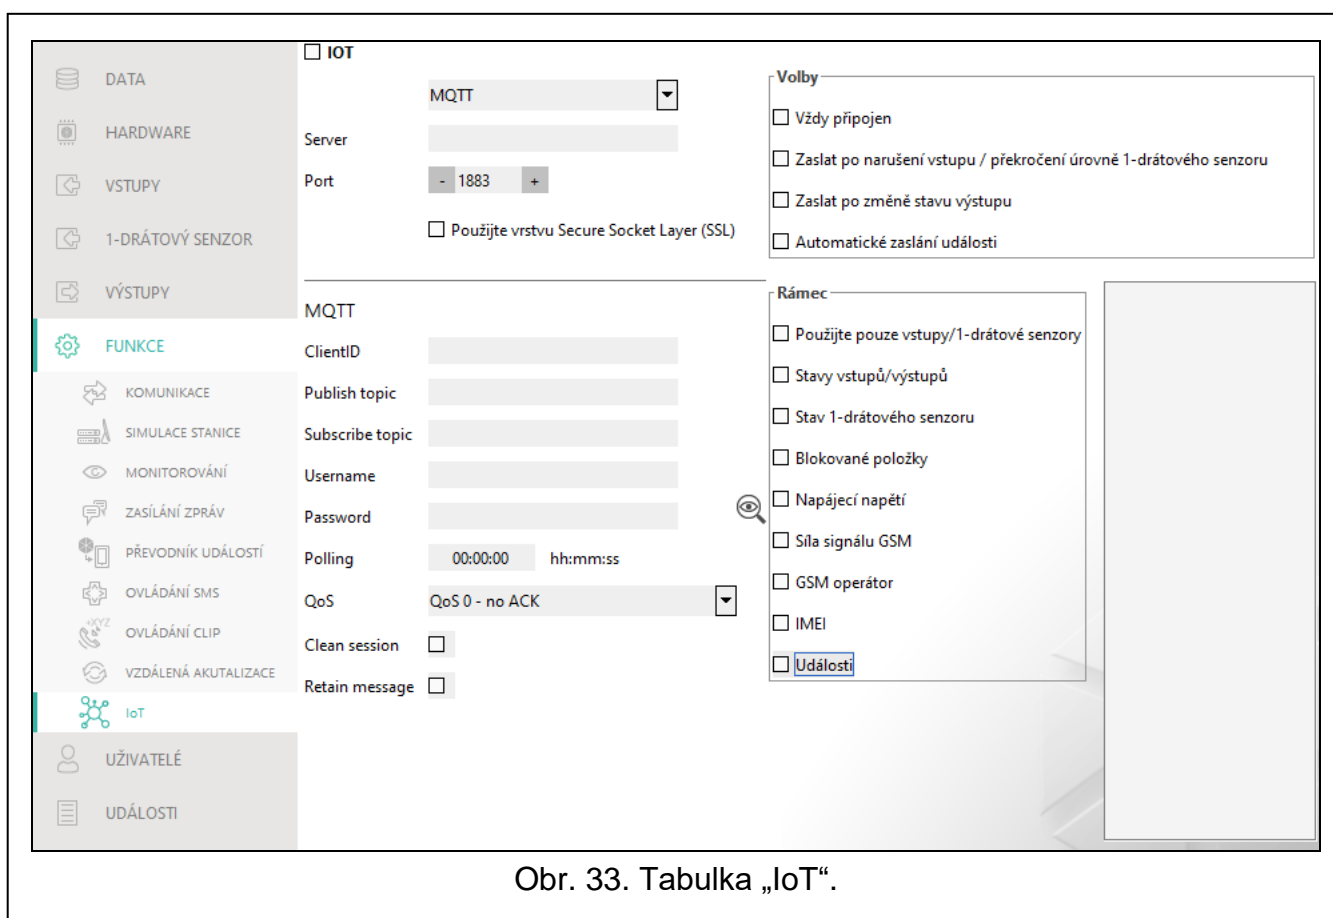 DATA
HARDWARE
VSTUPY
1-DRÁTOVÝ SENZOR
VÝSTUPY
FUNKCE
KOMUNIKACE
SIMULACE STANICE
MONITOROVÁNÍ
ZASÍLÁNÍ ZPRÁV
PŘEVODNÍK UDÁLOSTÍ
OVLÁDÁNÍ SMS
+XYZ
OVLÁDÁNÍ CLIP
VZDÁLENÁ AKUTALIZACE
IoT
UŽIVATELÉ
UDÁLOSTI
IOT
MQTT
Server
Port - 1883 +
Použijte vrstvu Secure Socket Layer (SSL)
MQTT
ClientID
Publish topic
Subscribe topic
Username
Password
Polling 00:00:00 hh:mm:ss
QoS QoS 0 - no ACK
Clean session
Retain message
Volby
Vždy připojen
Zaslat po narušení vstupu / překročení úrovně 1-drátového senzoru
Zaslat po změně stavu výstupu
Automatické zaslání události
Rámec
Použijte pouze vstupy/1-drátové senzory
Stavy vstupů/výstupů
Stav 1-drátového senzoru
Blokované položky
Napájecí napětí
Síla signálu GSM
GSM operátor
IMEI
Události
Obr. 33. Tabulka „IoT“.